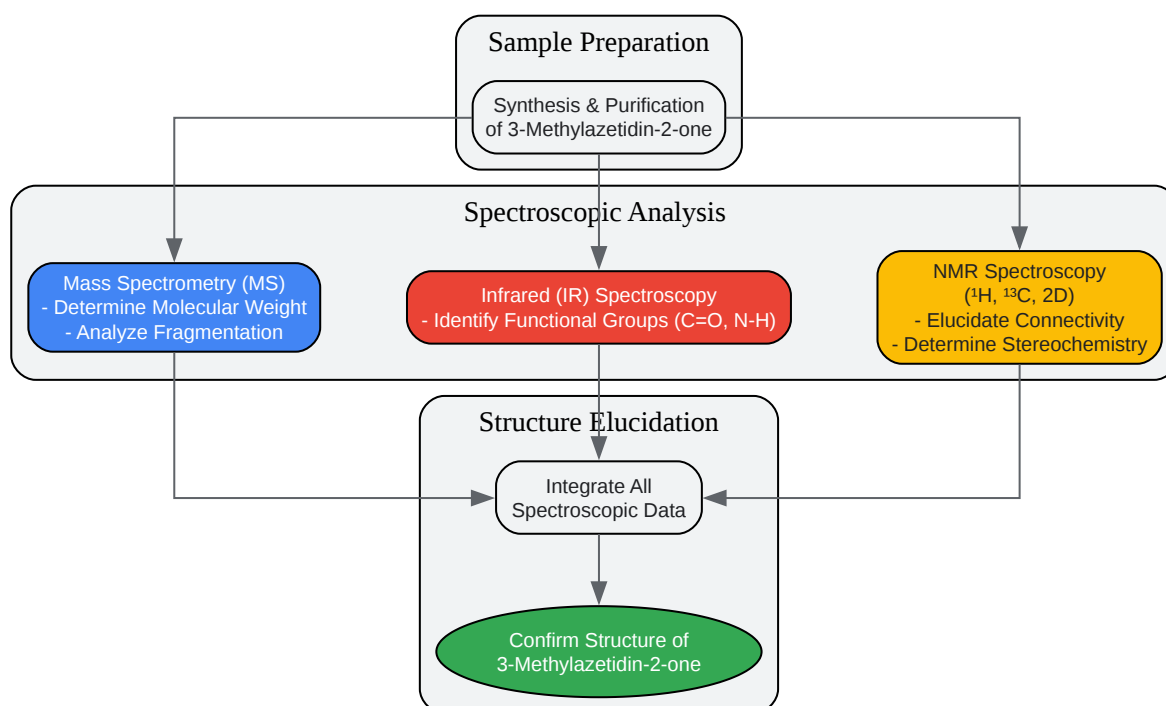 Sample Preparation
Synthesis & Purification
of 3-Methylazetidin-2-one
Spectroscopic Analysis
Mass Spectrometry (MS)
- Determine Molecular Weight
- Analyze Fragmentation
Infrared (IR) Spectroscopy
- Identify Functional Groups (C=O, N-H)
NMR Spectroscopy
(¹H, ¹³C, 2D)
- Elucidate Connectivity
- Determine Stereochemistry
Structure Elucidation
Integrate All
Spectroscopic Data
Confirm Structure of
3-Methylazetidin-2-one